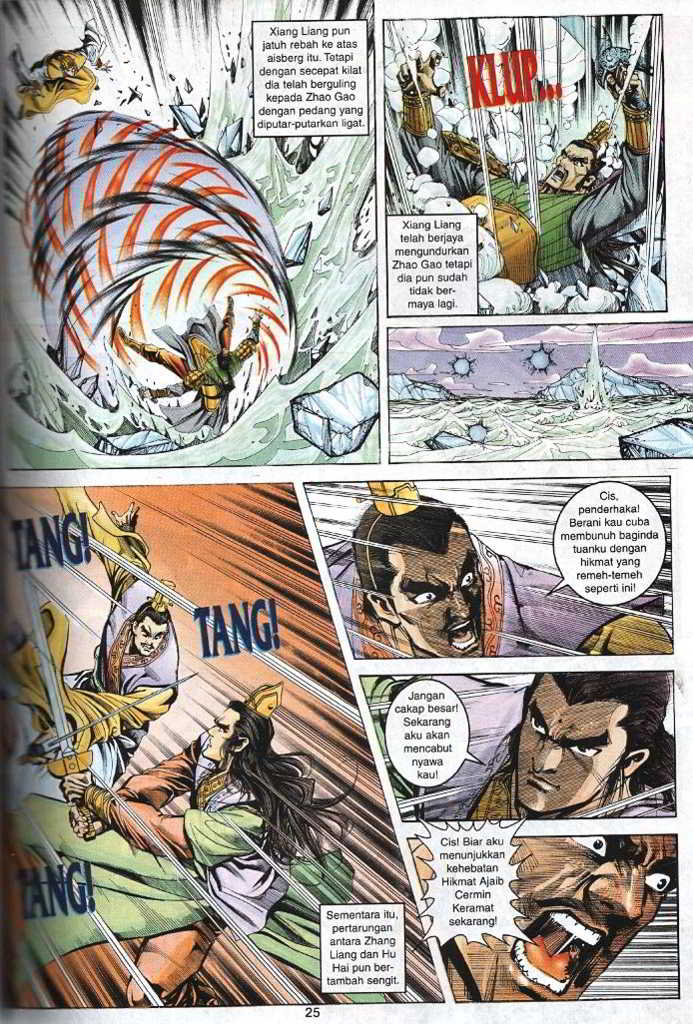 Xiang Liang pun
jatuh rebah ke atas
aisberg itu. Tetapi
dengan secepat kilat
dia telah berguling
kepada Zhao Gao
dengan pedang yang
diputar-putarkan ligat.
KLUP...
Xiang Liang
telah berjaya
mengundurkan
Zhao Gao tetapi
dia pun sudah
tidak ber-
maya lagi.
TANG!
TANG!
TANG!
Sementara itu,
pertarungan
antara Zhang
Liang dan Hu
Hai pun ber-
tambah sengit.
Cis,
penderhaka!
Berani kau cuba
membunuh baginda
tuanku dengan
hikmat yang
remeh-temeh
seperti ini!
Jangan
cakap besar!
Sekarang
aku akan
mencabut
nyawa
kau!
Cis! Biar aku
menunjukkan
kehebatan
Hikmat Ajaib
Cermin
Keramat
sekarang!
25